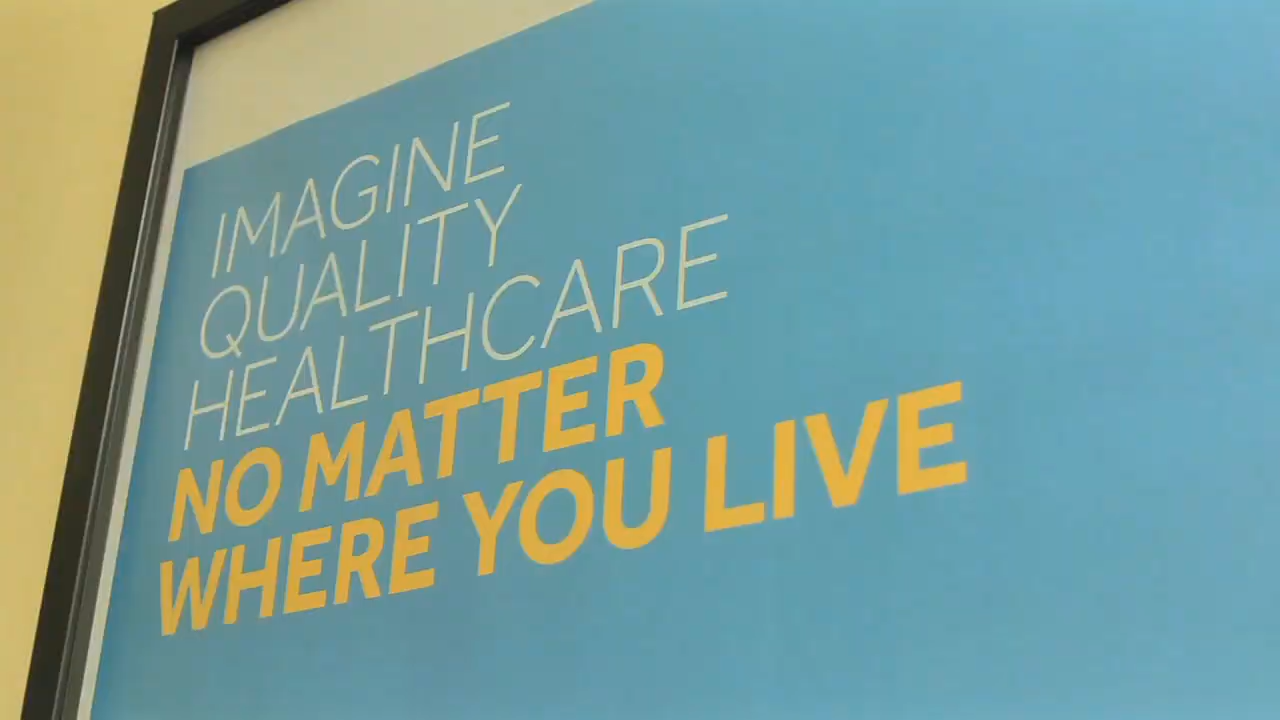 IMAGINE
QUALITY
HEALTHCARE
NO MATTER
WHERE YOU LIVE